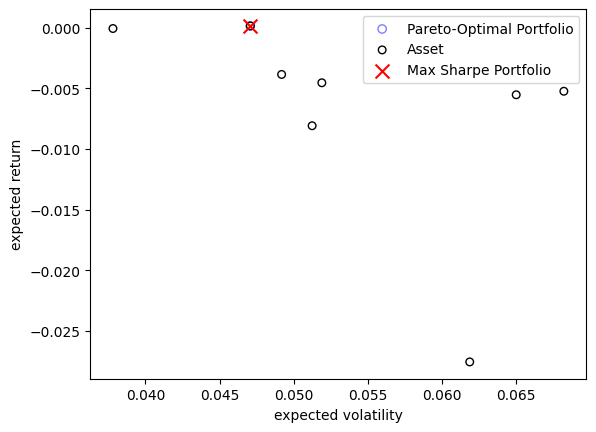 Pareto-Optimal Portfolio
Asset
Max Sharpe Portfolio
0.000
−0.005
−0.010
−0.015
−0.020
−0.025
expected return
0.040
0.045
0.050
0.055
0.060
0.065
expected volatility